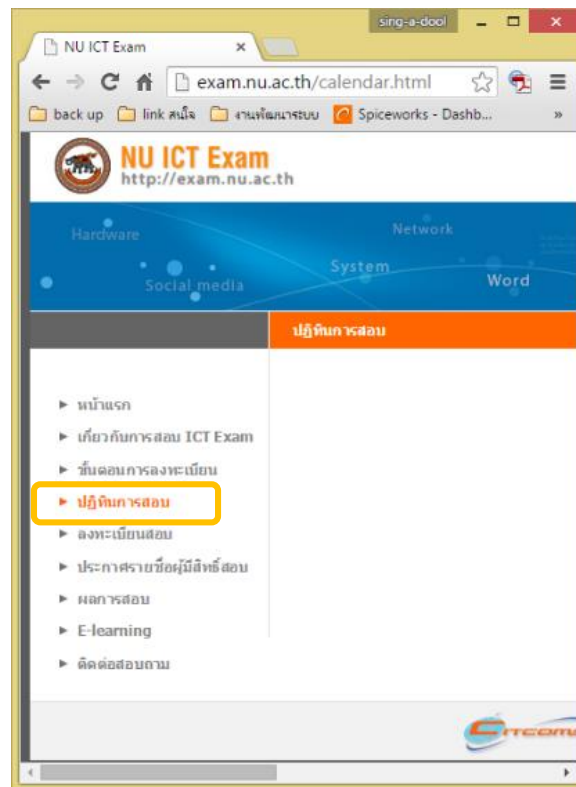 sing-a-dool
NU ICT Exam
exam.nu.ac.th/calendar.html
back up link สนใจ งานพัฒนาระบบ Spiceworks - Dashb... »
NU ICT Exam
http://exam.nu.ac.th
Hardware
Network
System
Social media
Word
ปฏิทินการสอบ
หน้าแรก
เกี่ยวกับการสอบ ICT Exam
ขั้นตอนการลงทะเบียน
ปฏิทินการสอบ
ลงทะเบียนสอบ
ประกาศรายชื่อผู้มีสิทธิ์สอบ
ผลการสอบ
E-learning
ติดต่อสอบถาม
CITCOMS